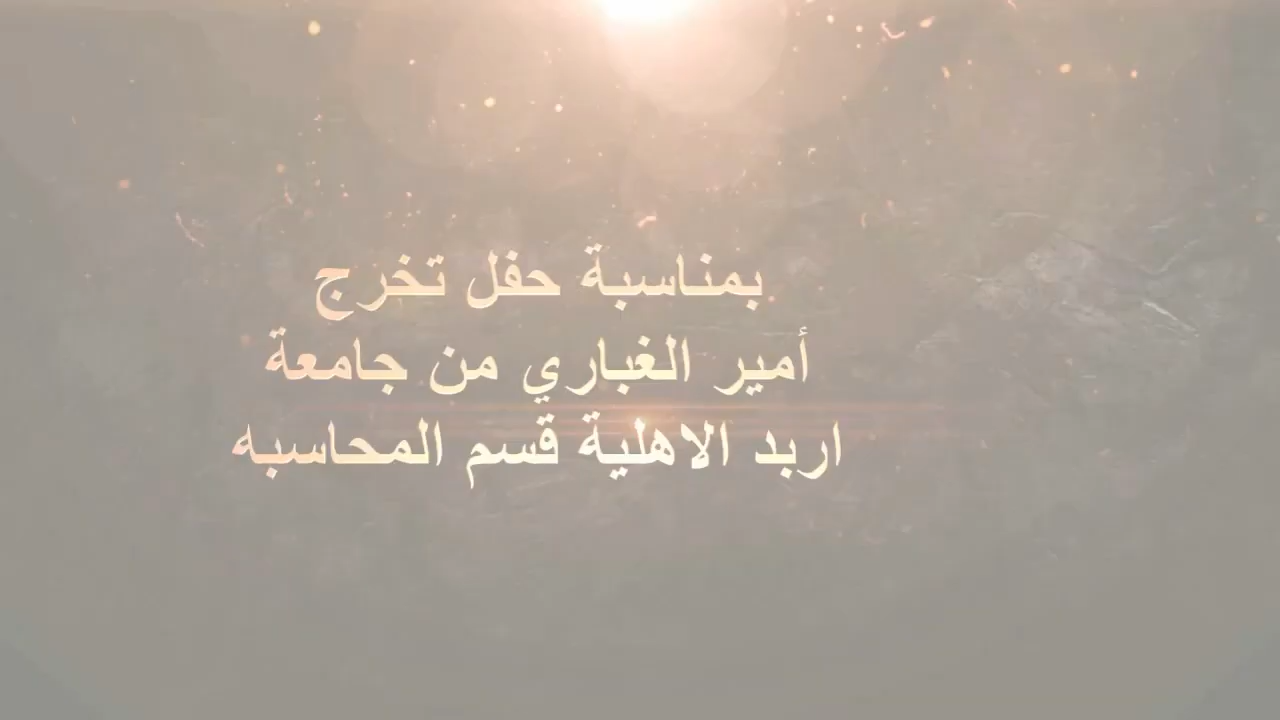 بمناسبة حفل تخرج
أمير الغباري من جامعة
اربد الاهلية قسم المحاسبه